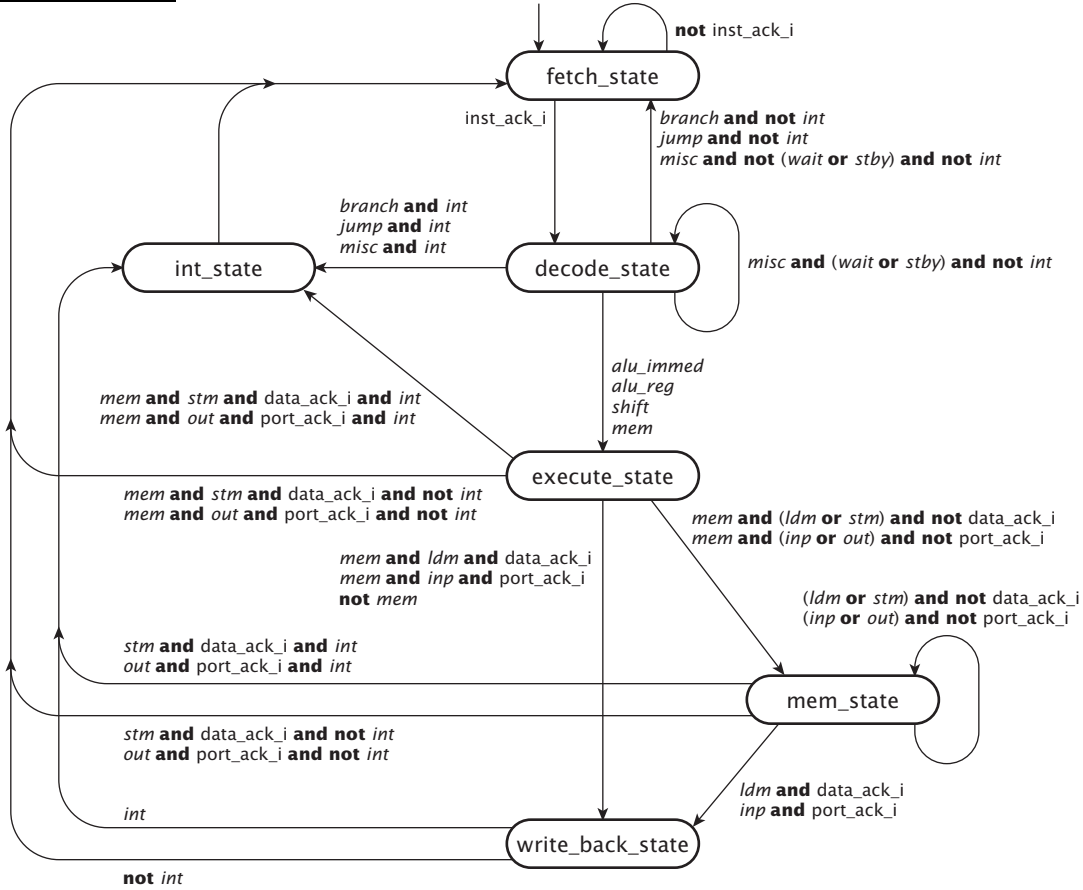 not inst_ack_i
fetch_state
inst_ack_i
branch and not int
jump and not int
misc and not (wait or stby) and not int
branch and int
jump and int
misc and int
int_state
decode_state
misc and (wait or stby) and not int
alu_immed
alu_reg
shift
mem
mem and stm and data_ack_i and int
mem and out and port_ack_i and int
execute_state
mem and stm and data_ack_i and not int
mem and out and port_ack_i and not int
mem and (ldm or stm) and not data_ack_i
mem and (inp or out) and not port_ack_i
mem and ldm and data_ack_i
mem and inp and port_ack_i
not mem
(ldm or stm) and not data_ack_i
(inp or out) and not port_ack_i
stm and data_ack_i and int
out and port_ack_i and int
mem_state
stm and data_ack_i and not int
out and port_ack_i and not int
ldm and data_ack_i
inp and port_ack_i
int
write_back_state
not int